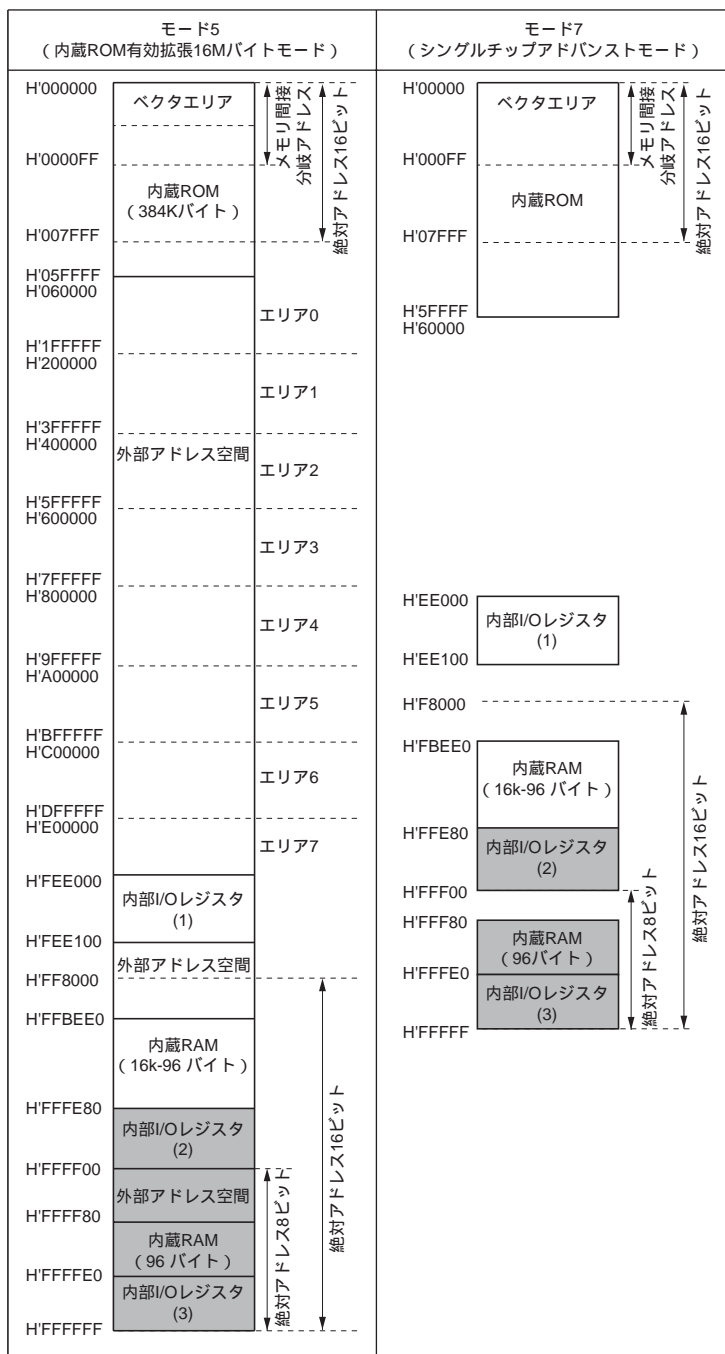 モード5
（内蔵ROM有効拡張16Mバイトモード）
H'000000
ベクタエリア
H'0000FF
内蔵ROM
（384Kバイト）
H'007FFF
H'05FFFF
H'060000
メモリ間接
分岐アドレス
絶対アドレス16ビット
エリア0
H'1FFFFF
H'200000
エリア1
H'3FFFFF
H'400000
外部アドレス空間
エリア2
H'5FFFFF
H'600000
エリア3
H'7FFFFF
H'800000
エリア4
H'9FFFFF
H'A00000
エリア5
H'BFFFFF
H'C00000
エリア6
H'DFFFFF
H'E00000
エリア7
H'FEE000
内部I/Oレジスタ
(1)
H'FEE100
外部アドレス空間
H'FF8000
H'FFBEE0
内蔵RAM
（16k-96 バイト）
H'FFFE80
内部I/Oレジスタ
(2)
H'FFFF00
外部アドレス空間
H'FFFF80
内蔵RAM
（96 バイト）
H'FFFFE0
内部I/Oレジスタ
(3)
H'FFFFFF
絶対アドレス8ビット
絶対アドレス16ビット
モード7
（シングルチップアドバンストモード）
H'00000
ベクタエリア
H'000FF
内蔵ROM
H'07FFF
H'5FFFF
H'60000
メモリ間接
分岐アドレス
絶対アドレス16ビット
H'EE000
内部I/Oレジスタ
(1)
H'EE100
H'F8000
H'FBEE0
内蔵RAM
（16k-96 バイト）
H'FFE80
内部I/Oレジスタ
(2)
H'FFF00
H'FFF80
内蔵RAM
（96バイト）
H'FFFE0
内部I/Oレジスタ
(3)
H'FFFFF
絶対アドレス8ビット
絶対アドレス16ビット